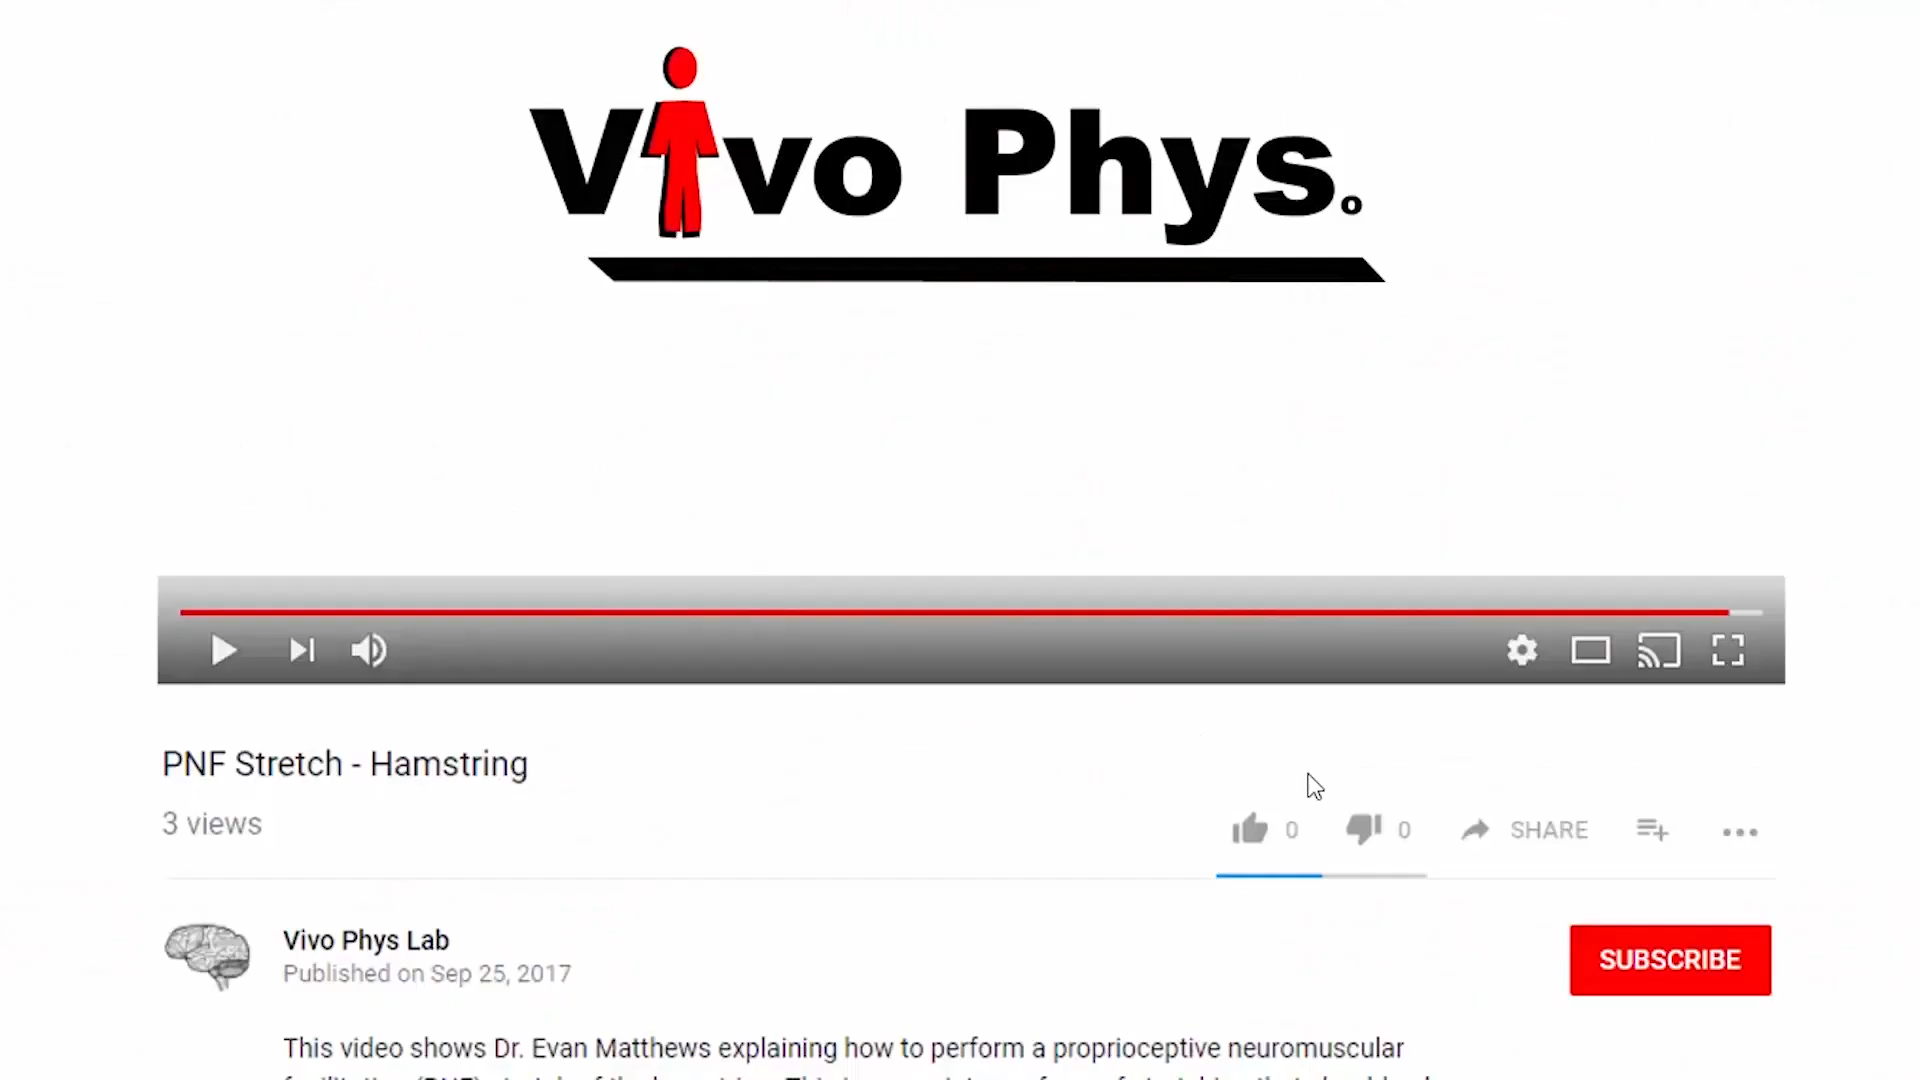 Vivo Phys.
PNF Stretch - Hamstring
3 views
0 0 SHARE
Vivo Phys Lab
Published on Sep 25, 2017
SUBSCRIBE
This video shows Dr. Evan Matthews explaining how to perform a proprioceptive neuromuscular